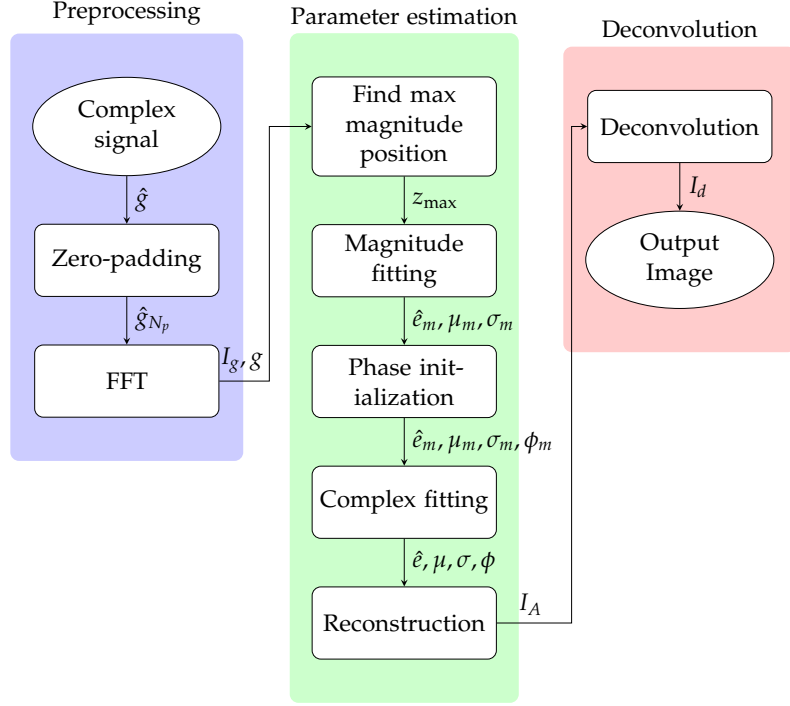 Preprocessing
Complex
signal
ĝ
Zero-padding
ĝ_{N_p}
FFT
I_g, g
Parameter estimation
Find max
magnitude
position
z_max
Magnitude
fitting
ê_m, μ_m, σ_m
Phase init-
ialization
ê_m, μ_m, σ_m, ϕ_m
Complex fitting
ê, μ, σ, ϕ
Reconstruction
I_A
Deconvolution
Deconvolution
I_d
Output
Image